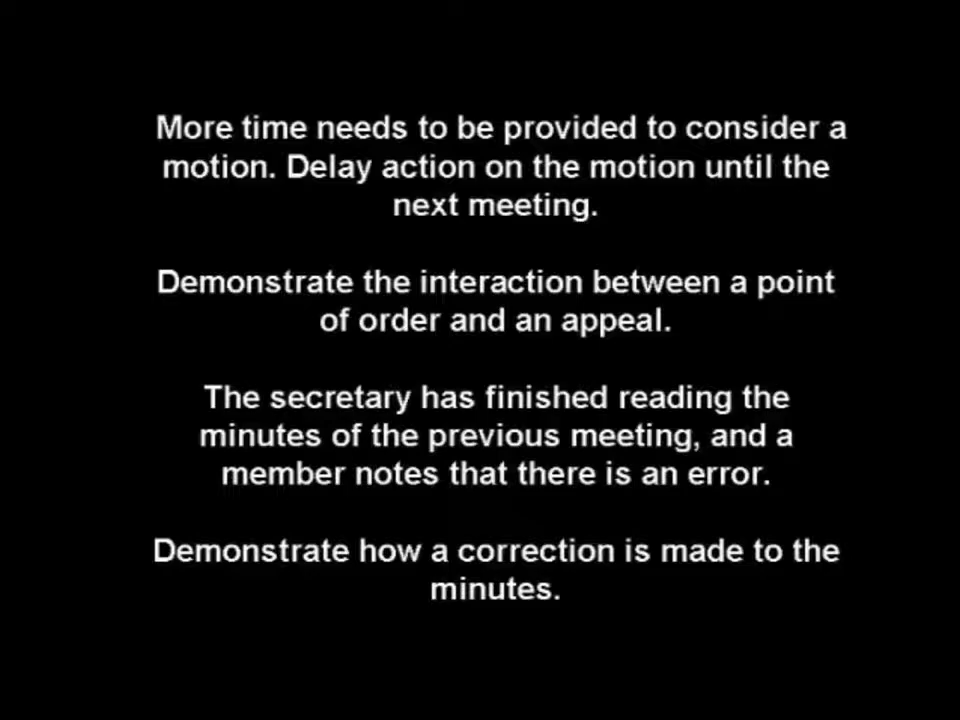 More time needs to be provided to consider a
motion. Delay action on the motion until the
next meeting.
Demonstrate the interaction between a point
of order and an appeal.
The secretary has finished reading the
minutes of the previous meeting, and a
member notes that there is an error.
Demonstrate how a correction is made to the
minutes.